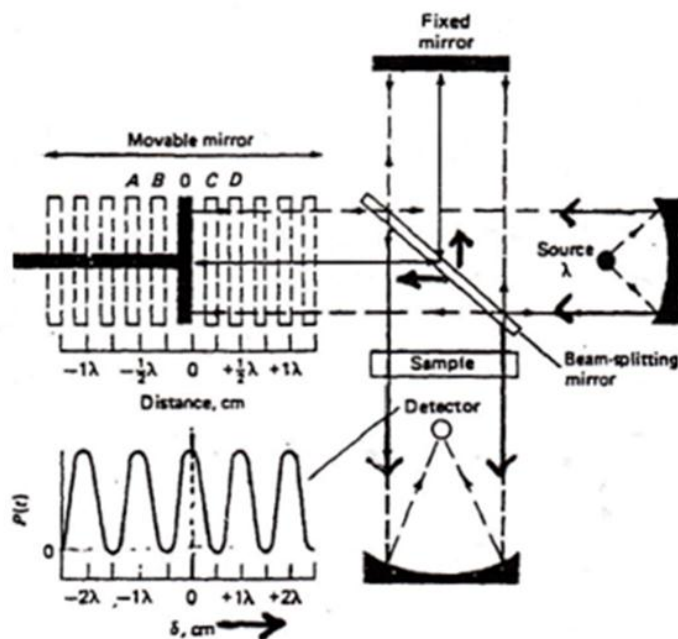 Fixed
mirror
Movable mirror
A B 0 C D
Source
λ
Beam-splitting
mirror
Sample
−1λ −½λ 0 +½λ +1λ
Distance, cm
Detector
P(t)
0
−2λ −1λ 0 +1λ +2λ
δ, cm